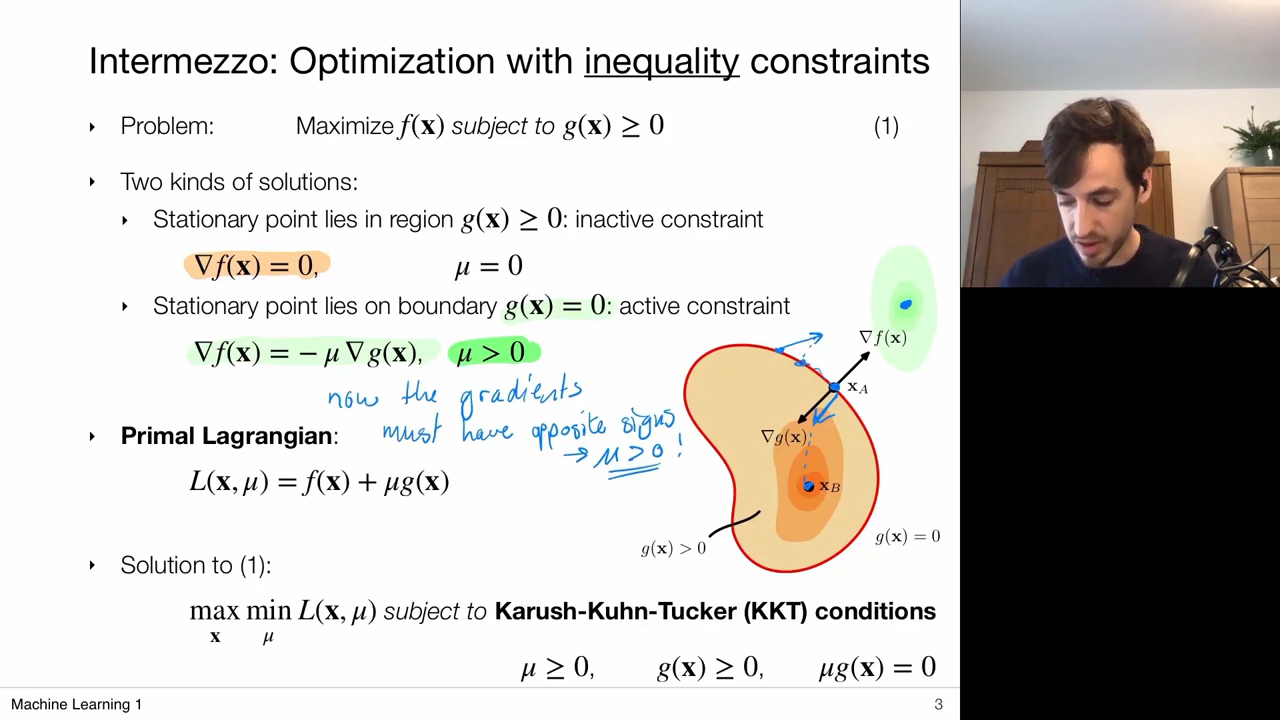 Intermezzo: Optimization with inequality constraints
‣ Problem: Maximize f(x) subject to g(x) ≥ 0 (1)
‣ Two kinds of solutions:
‣ Stationary point lies in region g(x) ≥ 0: inactive constraint
∇f(x) = 0, μ = 0
‣ Stationary point lies on boundary g(x) = 0: active constraint
∇f(x) = − μ ∇g(x), μ > 0
now the gradients
must have opposite signs
→ μ > 0 !
‣ Primal Lagrangian:
L(x, μ) = f(x) + μg(x)
∇f(x)
x_A
∇g(x)
x_B
g(x) > 0
g(x) = 0
‣ Solution to (1):
max min L(x, μ) subject to Karush-Kuhn-Tucker (KKT) conditions
x μ
μ ≥ 0, g(x) ≥ 0, μg(x) = 0
Machine Learning 1 3